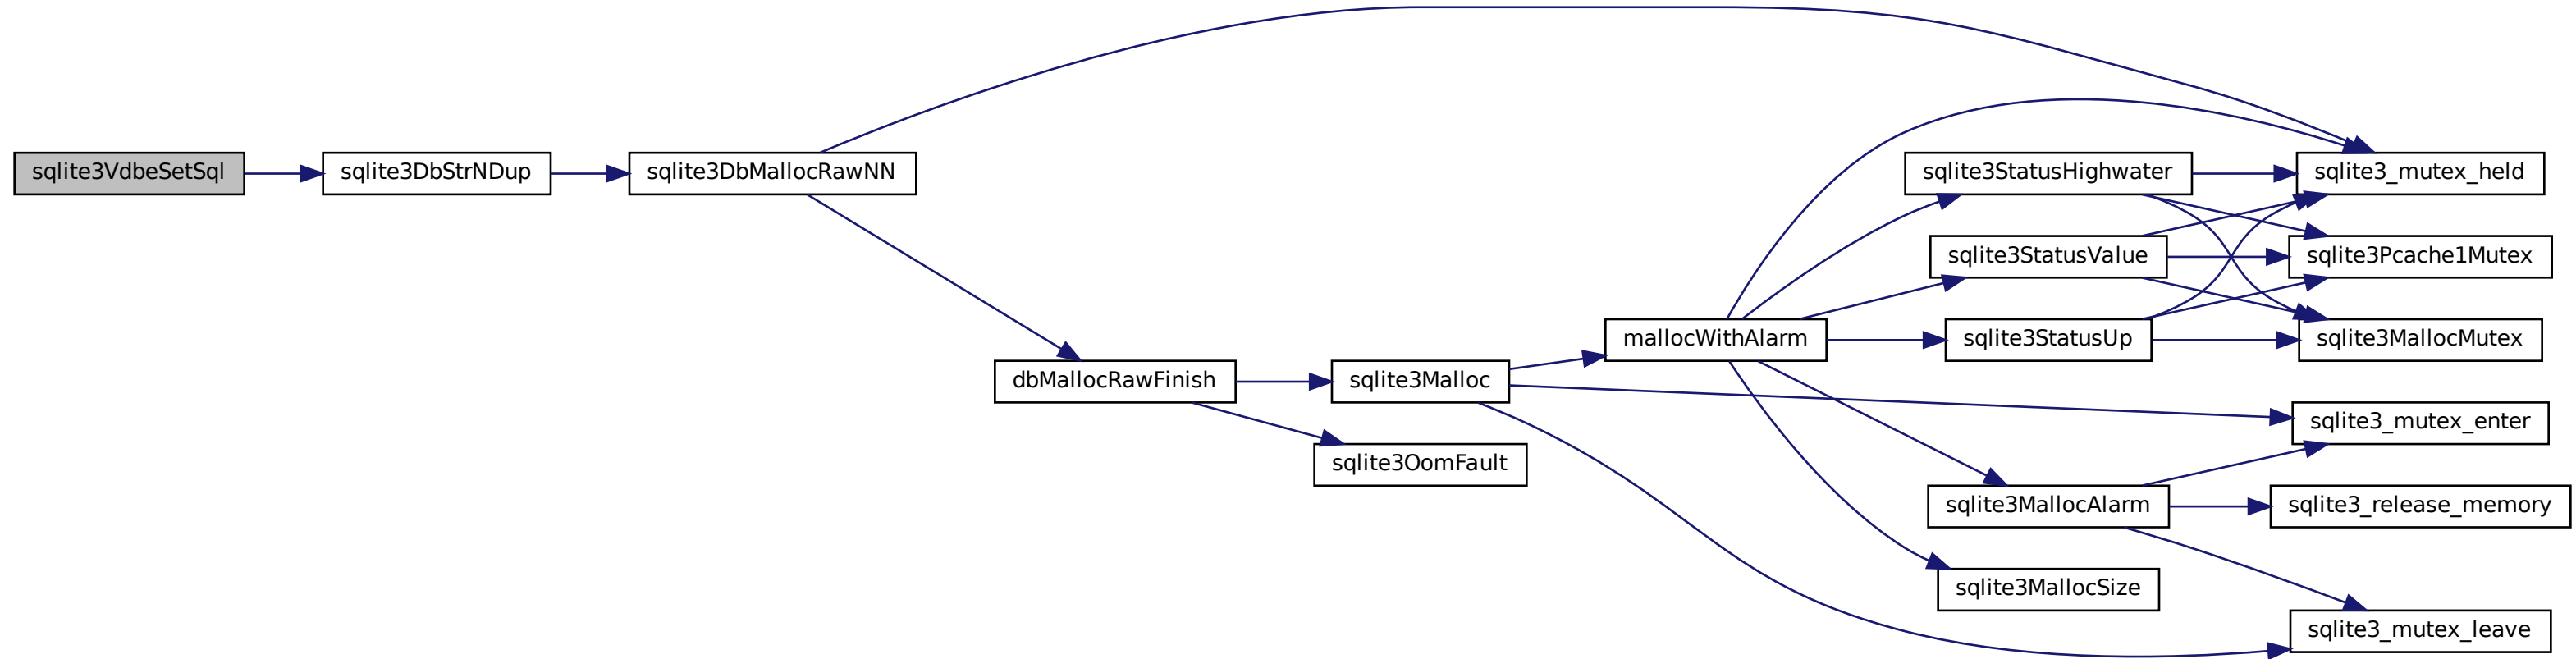 sqlite3VdbeSetSql
sqlite3DbStrNDup
sqlite3DbMallocRawNN
dbMallocRawFinish
sqlite3Malloc
sqlite3OomFault
mallocWithAlarm
sqlite3StatusHighwater
sqlite3StatusValue
sqlite3StatusUp
sqlite3MallocAlarm
sqlite3MallocSize
sqlite3_mutex_held
sqlite3Pcache1Mutex
sqlite3MallocMutex
sqlite3_mutex_enter
sqlite3_release_memory
sqlite3_mutex_leave